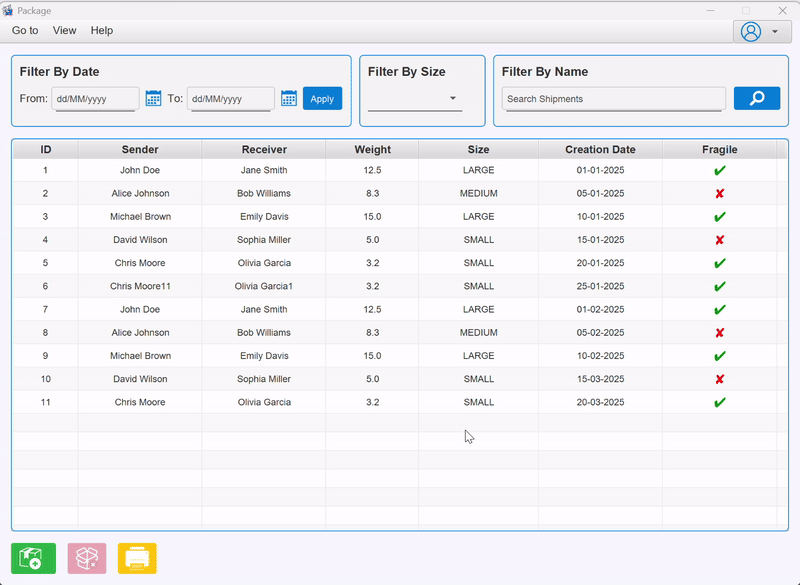 Package
Go to View Help
Filter By Date
From: dd/MM/yyyy To: dd/MM/yyyy Apply
Filter By Size
Filter By Name
Search Shipments
ID Sender Receiver Weight Size Creation Date Fragile
1 John Doe Jane Smith 12.5 LARGE 01-01-2025 ✔
2 Alice Johnson Bob Williams 8.3 MEDIUM 05-01-2025 ✘
3 Michael Brown Emily Davis 15.0 LARGE 10-01-2025 ✔
4 David Wilson Sophia Miller 5.0 SMALL 15-01-2025 ✘
5 Chris Moore Olivia Garcia 3.2 SMALL 20-01-2025 ✔
6 Chris Moore11 Olivia Garcia1 3.2 SMALL 25-01-2025 ✔
7 John Doe Jane Smith 12.5 LARGE 01-02-2025 ✔
8 Alice Johnson Bob Williams 8.3 MEDIUM 05-02-2025 ✘
9 Michael Brown Emily Davis 15.0 LARGE 10-02-2025 ✔
10 David Wilson Sophia Miller 5.0 SMALL 15-03-2025 ✘
11 Chris Moore Olivia Garcia 3.2 SMALL 20-03-2025 ✔